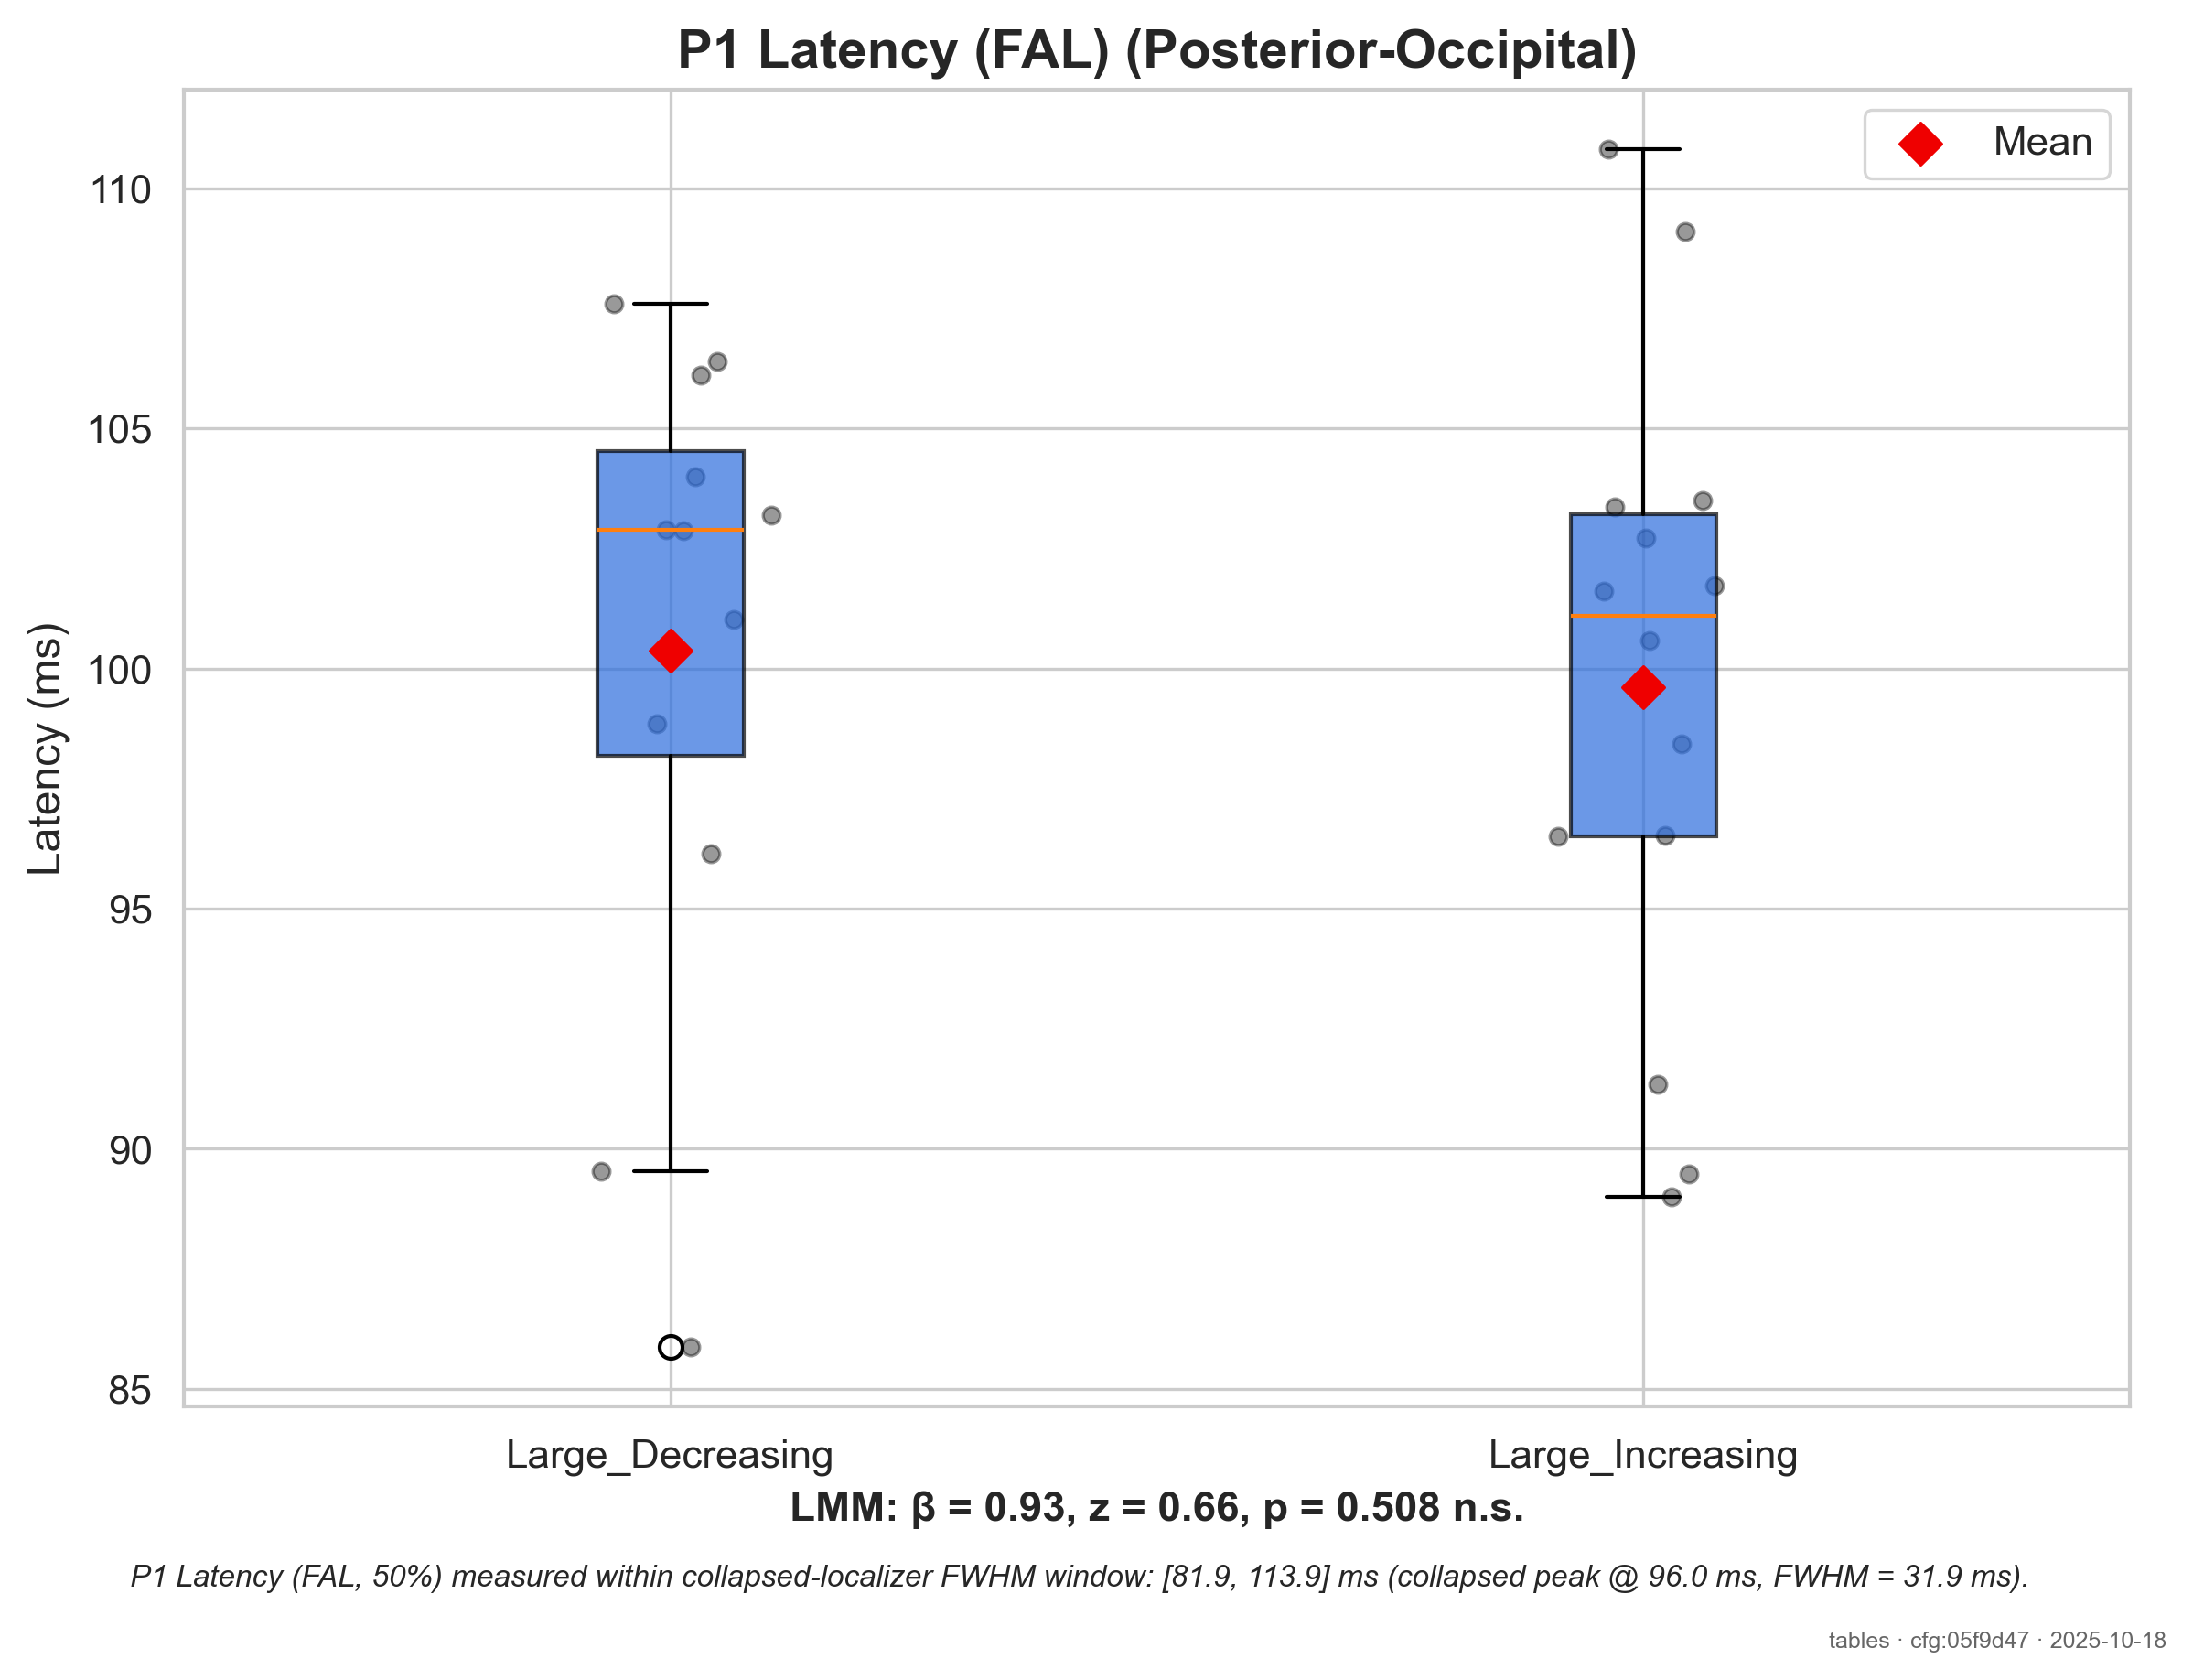 P1 Latency (FAL) (Posterior-Occipital)
Mean
Latency (ms)
110
105
100
95
90
85
Large_Decreasing Large_Increasing
LMM: β = 0.93, z = 0.66, p = 0.508 n.s.
P1 Latency (FAL, 50%) measured within collapsed-localizer FWHM window: [81.9, 113.9] ms (collapsed peak @ 96.0 ms, FWHM = 31.9 ms).
tables · cfg:05f9d47 · 2025-10-18